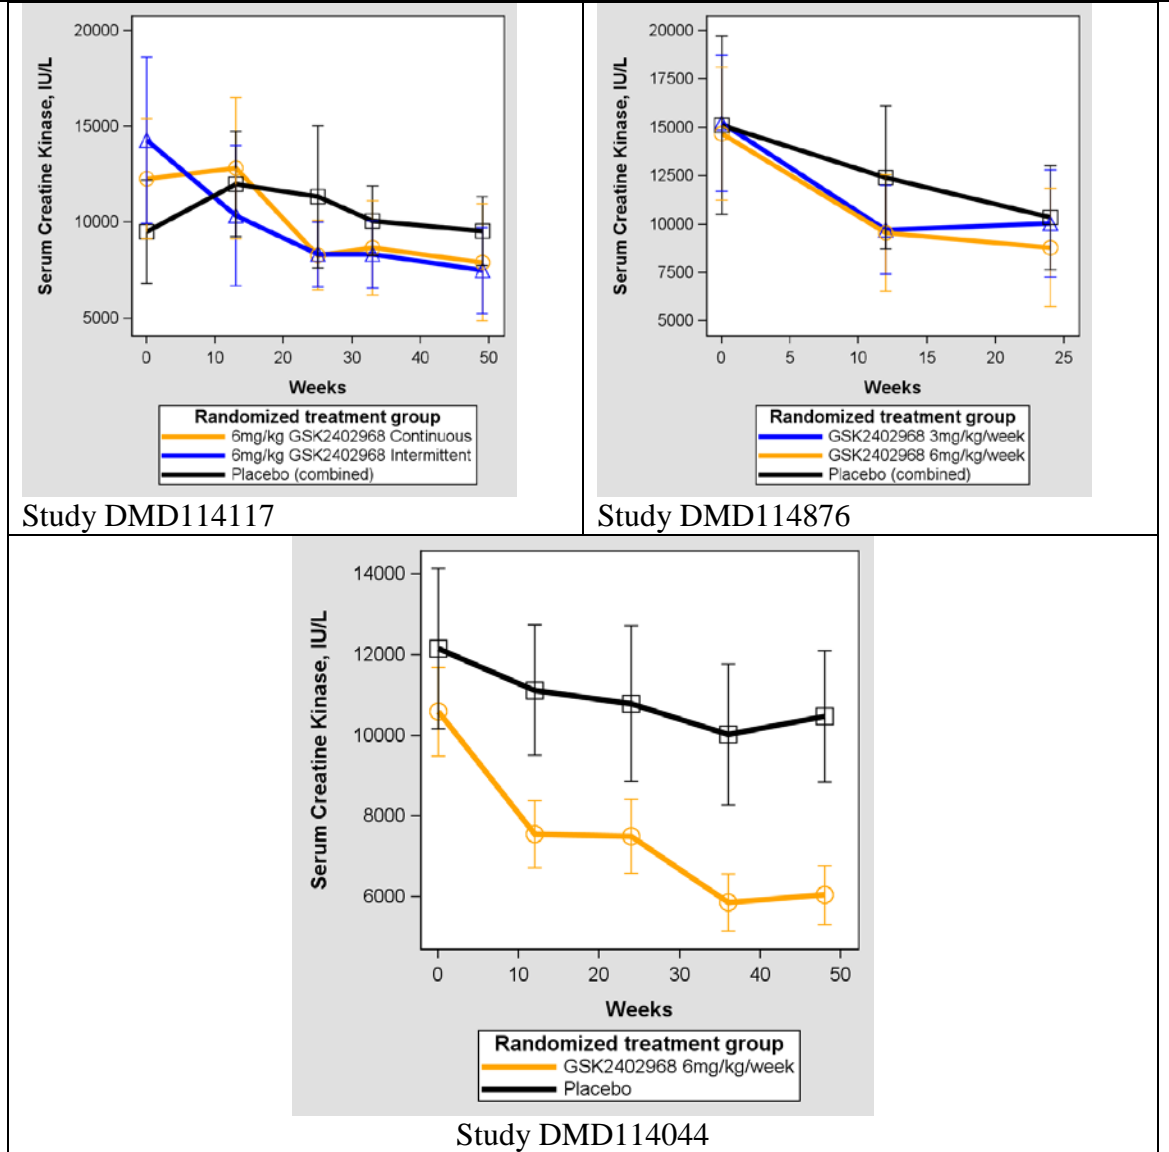 Serum Creatine Kinase, IU/L
20000
15000
10000
5000
0 10 20 30 40 50
Weeks
Randomized treatment group
6mg/kg GSK2402968 Continuous
6mg/kg GSK2402968 Intermittent
Placebo (combined)
Study DMD114117
Serum Creatine Kinase, IU/L
20000
17500
15000
12500
10000
7500
5000
0 5 10 15 20 25
Weeks
Randomized treatment group
GSK2402968 3mg/kg/week
GSK2402968 6mg/kg/week
Placebo (combined)
Study DMD114876
Serum Creatine Kinase, IU/L
14000
12000
10000
8000
6000
0 10 20 30 40 50
Weeks
Randomized treatment group
GSK2402968 6mg/kg/week
Placebo
Study DMD114044